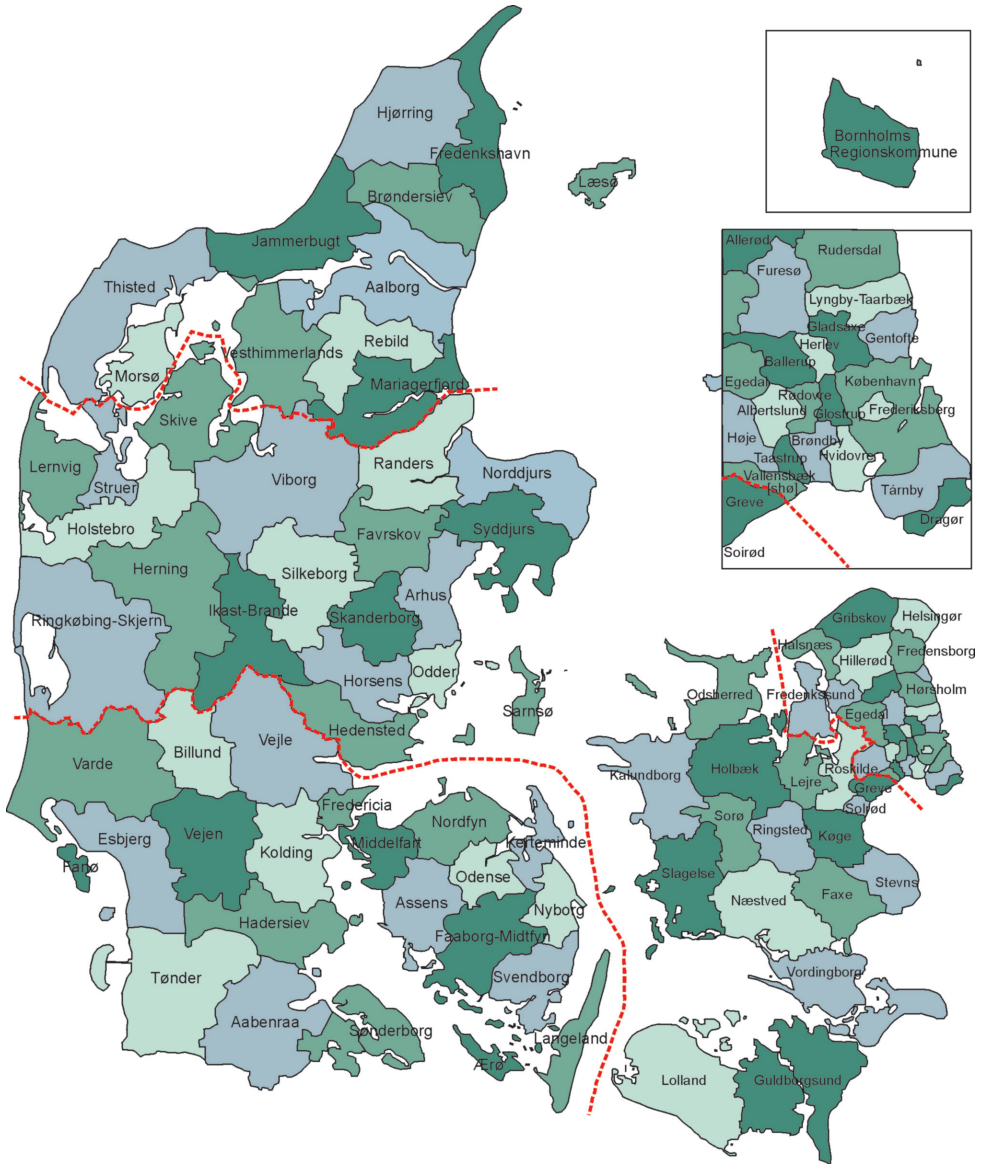 Hjørring
Fredenkshavn
Brøndersiev
Læsø
Jammerbugt
Thisted
Aalborg
Vesthimmerlands
Rebild
Morsø
Mariagerfjord
Skive
Lernvig
Struer
Viborg
Randers
Norddjurs
Holstebro
Favrskov
Syddjurs
Herning
Silkeborg
Ikast-Brande
Skanderborg
Arhus
Ringkøbing-Skjern
Odder
Horsens
Sarnsø
Hedensted
Billund
Vejle
Varde
Fredericia
Esbjerg
Vejen
Kolding
Fanø
Hadersiev
Tønder
Aabenraa
Sønderborg
Nordfyn
Middelfart
Kerteminde
Odense
Assens
Nyborg
Faaborg-Midtfyn
Svendborg
Langeland
Ærø
Bornholms
Regionskommune
Allerød
Rudersdal
Furesø
Lyngby-Taarbæk
Gladsaxe
Gentofte
Herlev
Ballerup
Egedal
København
Rødovre
Albertslund
Glostrup
Frederiksberg
Høje
Brøndby
Hvidovre
Taastrup
Vallensbæk
[shø]
Tárnby
Greve
Dragør
Soirød
Gribskov
Helsingør
Halsnæs
Fredensborg
Hillerød
Odsherred
Fredenkssund
Hørsholm
Egedal
Kalundborg
Holbæk
Roskilde
Lejre
Greve
Solrød
Sorø
Ringsted
Køge
Slagelse
Stevns
Næstved
Faxe
Vordingborg
Lolland
Guldborgsund